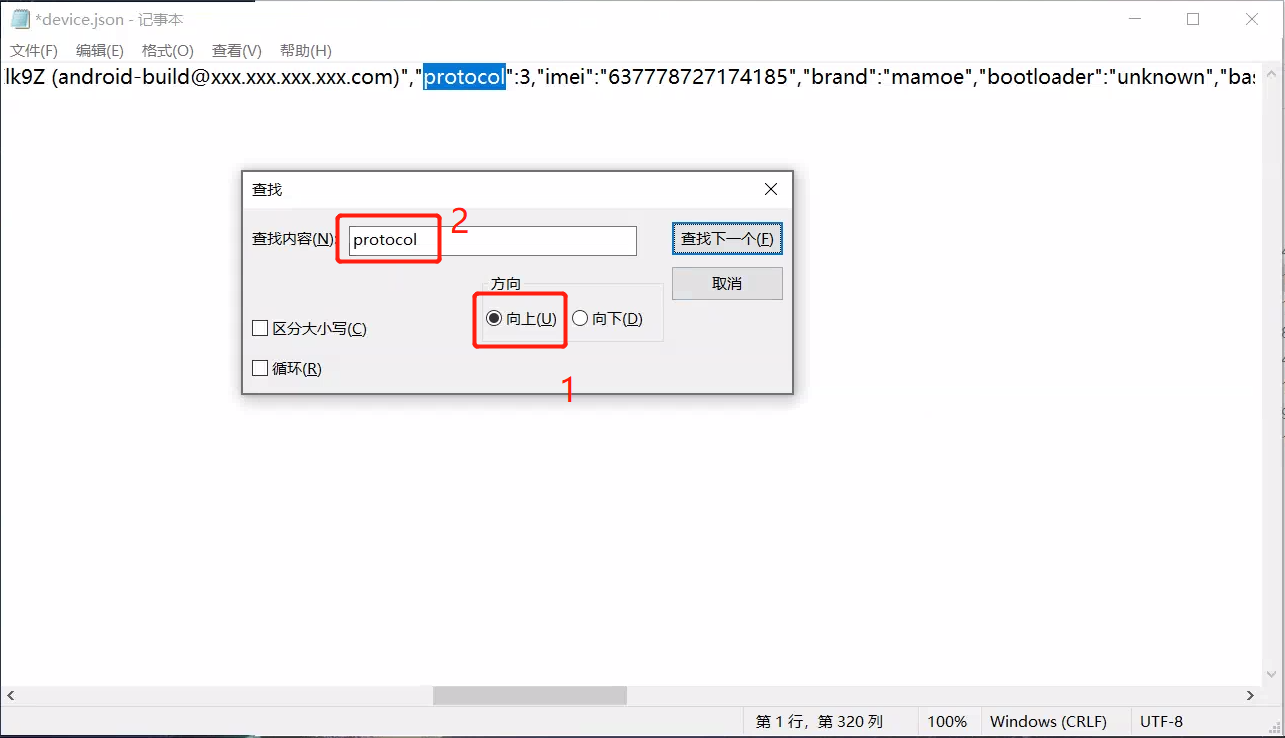 *device.json - 记事本
文件(F) 编辑(E) 格式(O) 查看(V) 帮助(H)
lk9Z (android-build@xxx.xxx.xxx.xxx.com)","protocol":3,"imei":"637778727174185","brand":"mamoe","bootloader":"unknown","bas
查找
2
查找内容(N): protocol 查找下一个(F)
方向 取消
向上(U) 向下(D)
区分大小写(C)
循环(R)
1
第 1 行，第 320 列 100% Windows (CRLF) UTF-8